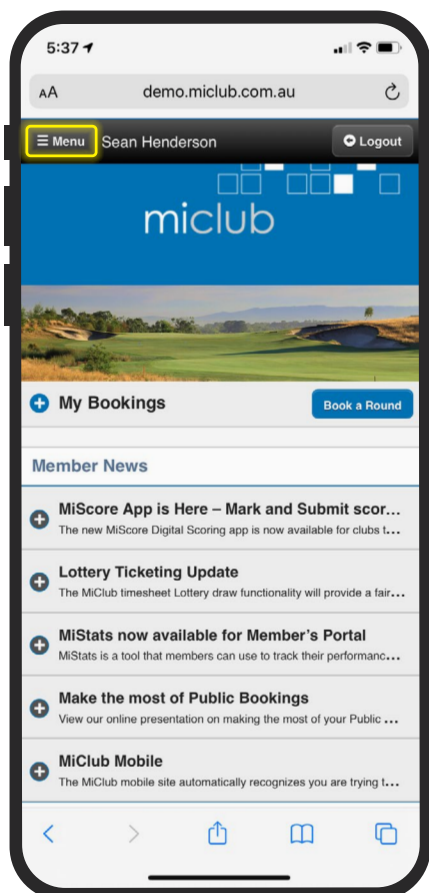 5:37
AA demo.miclub.com.au
Menu Sean Henderson Logout
miclub
My Bookings Book a Round
Member News
MiScore App is Here – Mark and Submit scor...
The new MiScore Digital Scoring app is now available for clubs t...
Lottery Ticketing Update
The MiClub timesheet Lottery draw functionality will provide a fair...
MiStats now available for Member's Portal
MiStats is a tool that members can use to track their performanc...
Make the most of Public Bookings
View our online presentation on making the most of your Public ...
MiClub Mobile
The MiClub mobile site automatically recognizes you are trying t...